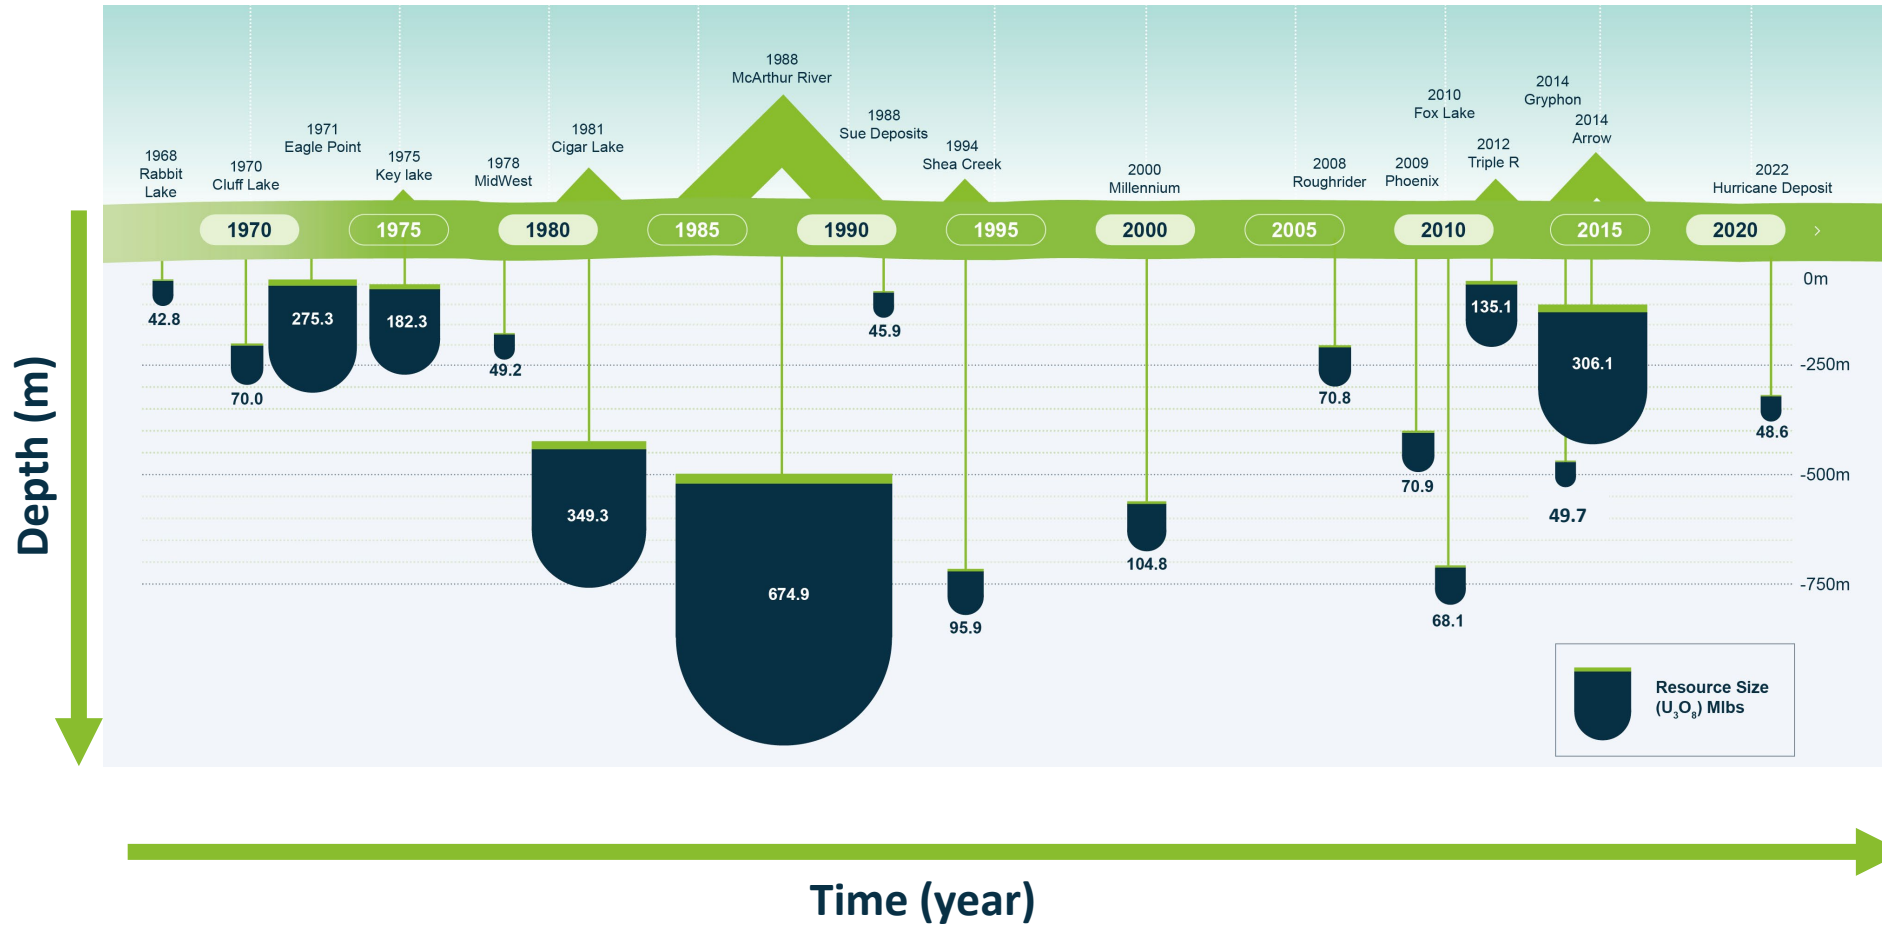 1988
McArthur River
2014
Gryphon
2010
Fox Lake
1988
Sue Deposits
2014
Arrow
1971
Eagle Point
1981
Cigar Lake
2012
Triple R
1994
Shea Creek
1968
Rabbit
Lake
1970
Cluff Lake
1975
Key lake
1978
MidWest
2000
Millennium
2008
Roughrider
2009
Phoenix
2022
Hurricane Deposit
1970
1975
1980
1985
1990
1995
2000
2005
2010
2015
2020
0m
-250m
-500m
-750m
42.8
70.0
275.3
182.3
49.2
349.3
674.9
45.9
95.9
104.8
70.8
70.9
68.1
135.1
306.1
49.7
48.6
Resource Size
(U₃O₈) Mlbs
Depth (m)
Time (year)